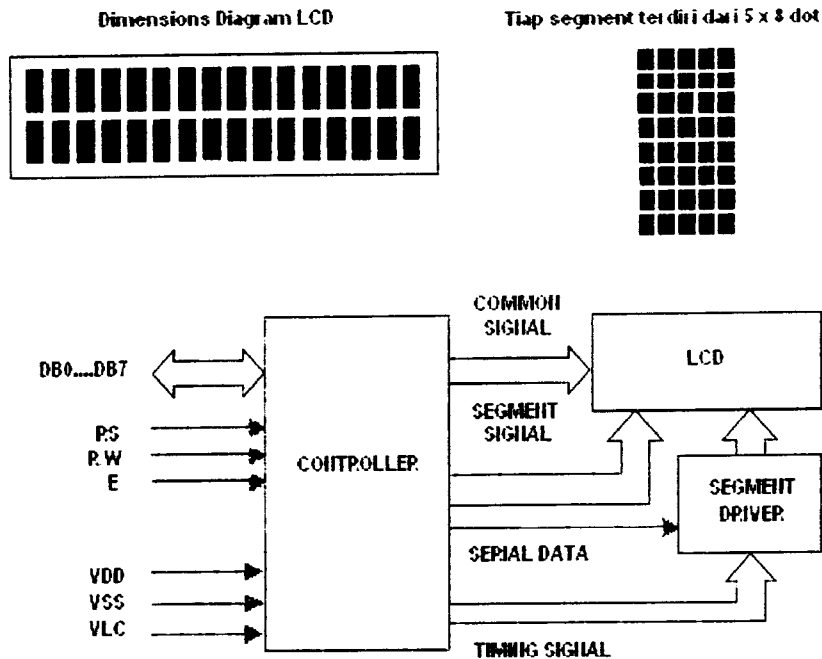 Dimensions Diagram LCD
Tiap segment terdiri dari 5 x 8 dot
COMMON
SIGNAL
LCD
DB0....DB7
SEGMENT
SIGNAL
RS
R/W
E
CONTROLLER
SEGMENT
DRIVER
SERIAL DATA
VDD
VSS
VLC
TIMING SIGNAL